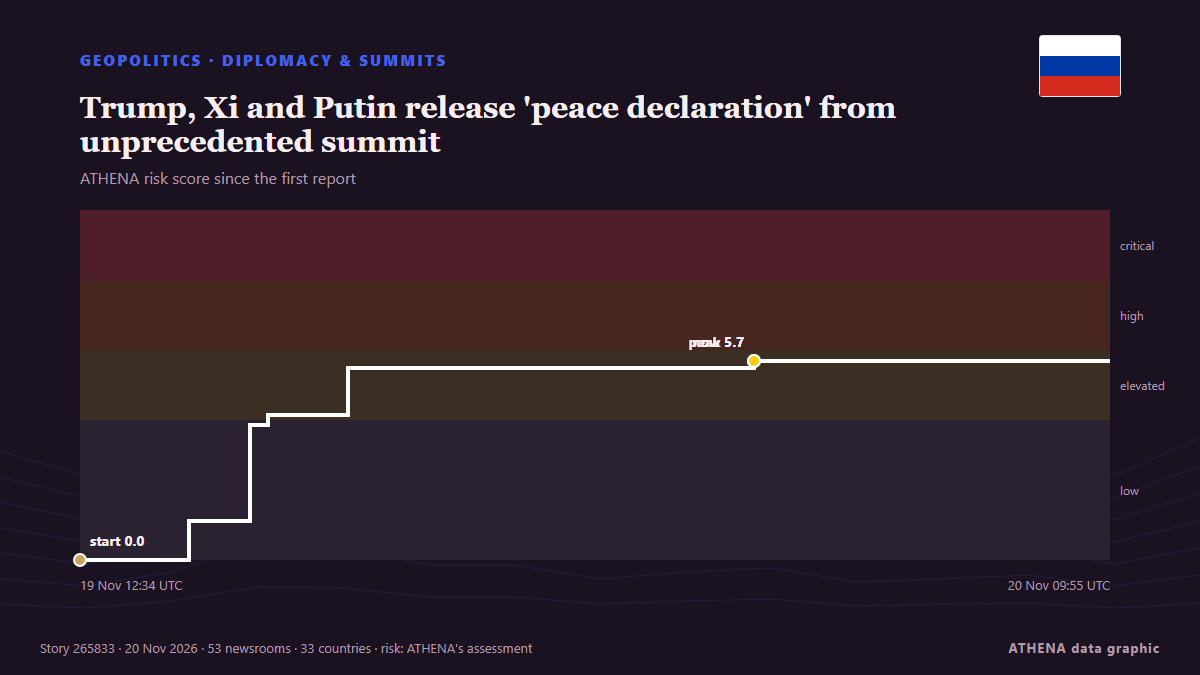 GEOPOLITICS · DIPLOMACY & SUMMITS
Trump, Xi and Putin release 'peace declaration' from
unprecedented summit
ATHENA risk score since the first report
critical
high
5.7
elevated
low
start 0.0
19 Nov 12:34 UTC
20 Nov 09:55 UTC
Story 265833 · 20 Nov 2026 · 53 newsrooms · 33 countries · risk: ATHENA's assessment
ATHENA data graphic